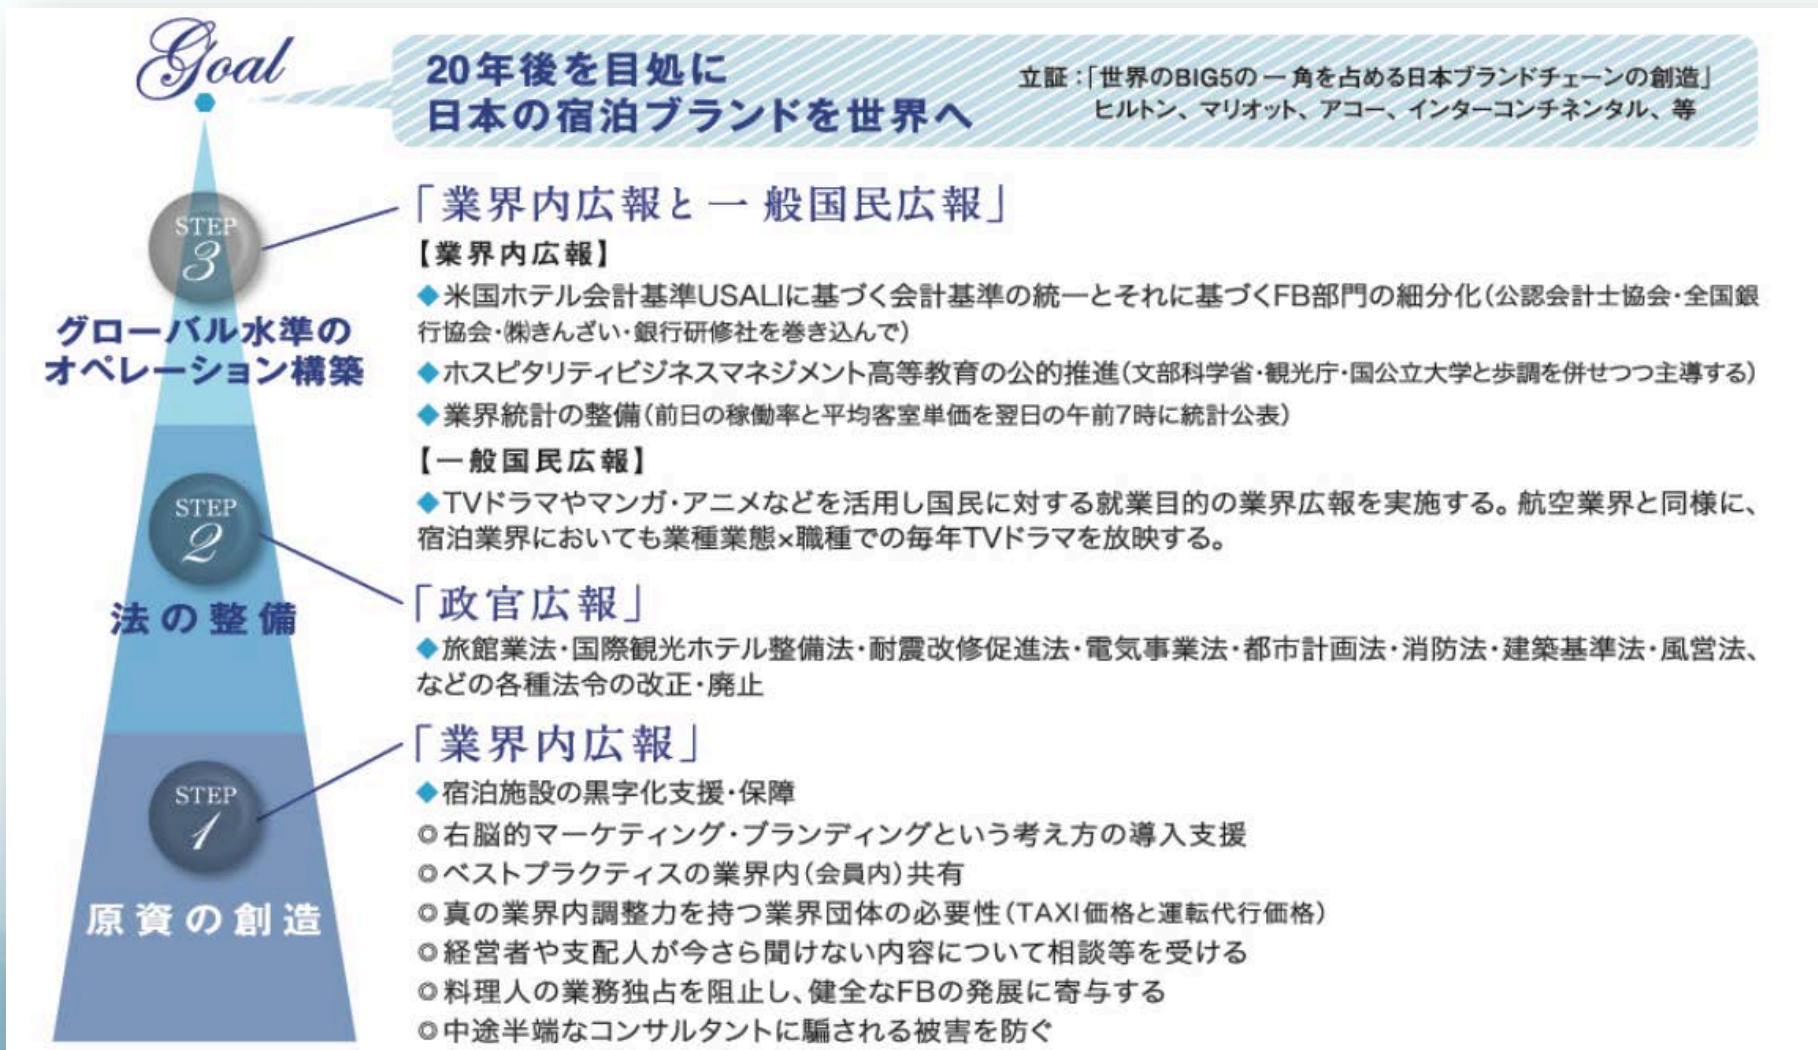 Goal
20年後を目処に
日本の宿泊ブランドを世界へ
立証：「世界のBIG5の一角を占める日本ブランドチェーンの創造」
ヒルトン、マリオット、アコー、インターコンチネンタル、等
STEP
3
グローバル水準の
オペレーション構築
「業界内広報と一般国民広報」
【業界内広報】
◆米国ホテル会計基準USALIに基づく会計基準の統一とそれに基づくFB部門の細分化（公認会計士協会・全国銀
行協会・㈱きんざい・銀行研修社を巻き込んで）
◆ホスピタリティビジネスマネジメント高等教育の公的推進（文部科学省・観光庁・国公立大学と歩調を併せつつ主導する）
◆業界統計の整備（前日の稼働率と平均客室単価を翌日の午前7時に統計公表）
【一般国民広報】
◆TVドラマやマンガ・アニメなどを活用し国民に対する就業目的の業界広報を実施する。航空業界と同様に、
宿泊業界においても業種業態×職種での毎年TVドラマを放映する。
STEP
2
法の整備
「政官広報」
◆旅館業法・国際観光ホテル整備法・耐震改修促進法・電気事業法・都市計画法・消防法・建築基準法・風営法、
などの各種法令の改正・廃止
STEP
1
原資の創造
「業界内広報」
◆宿泊施設の黒字化支援・保障
◎右脳的マーケティング・ブランディングという考え方の導入支援
◎ベストプラクティスの業界内（会員内）共有
◎真の業界内調整力を持つ業界団体の必要性（TAXI価格と運転代行価格）
◎経営者や支配人が今さら聞けない内容について相談等を受ける
◎料理人の業務独占を阻止し、健全なFBの発展に寄与する
◎中途半端なコンサルタントに騙される被害を防ぐ